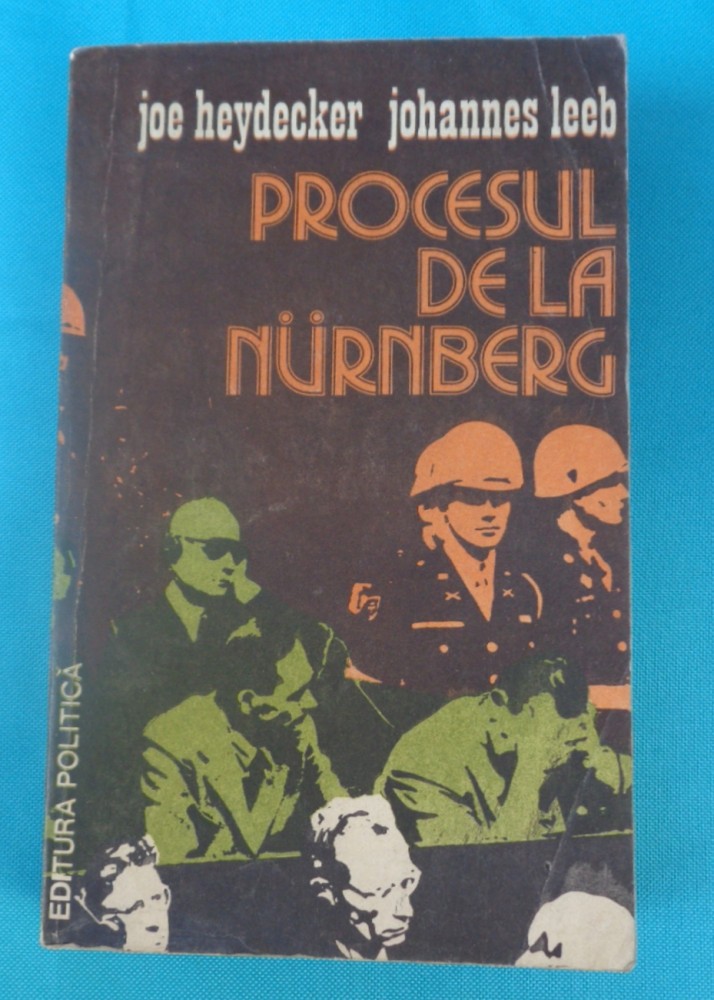 joe heydecker johannes leeb
PROCESUL
DE LA
NÜRNBERG
EDITURA POLITICĂ